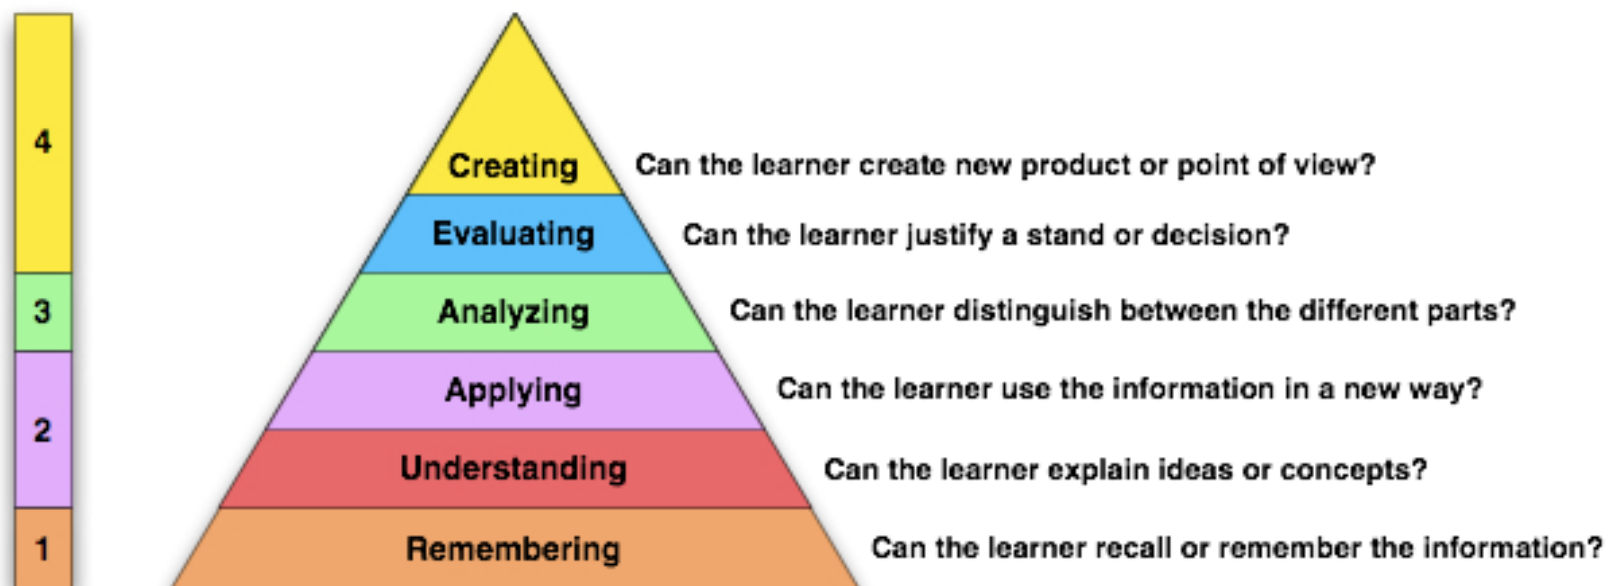 4
Creating Can the learner create new product or point of view?
Evaluating Can the learner justify a stand or decision?
3 Analyzing Can the learner distinguish between the different parts?
Applying Can the learner use the information in a new way?
2
Understanding Can the learner explain ideas or concepts?
1 Remembering Can the learner recall or remember the information?